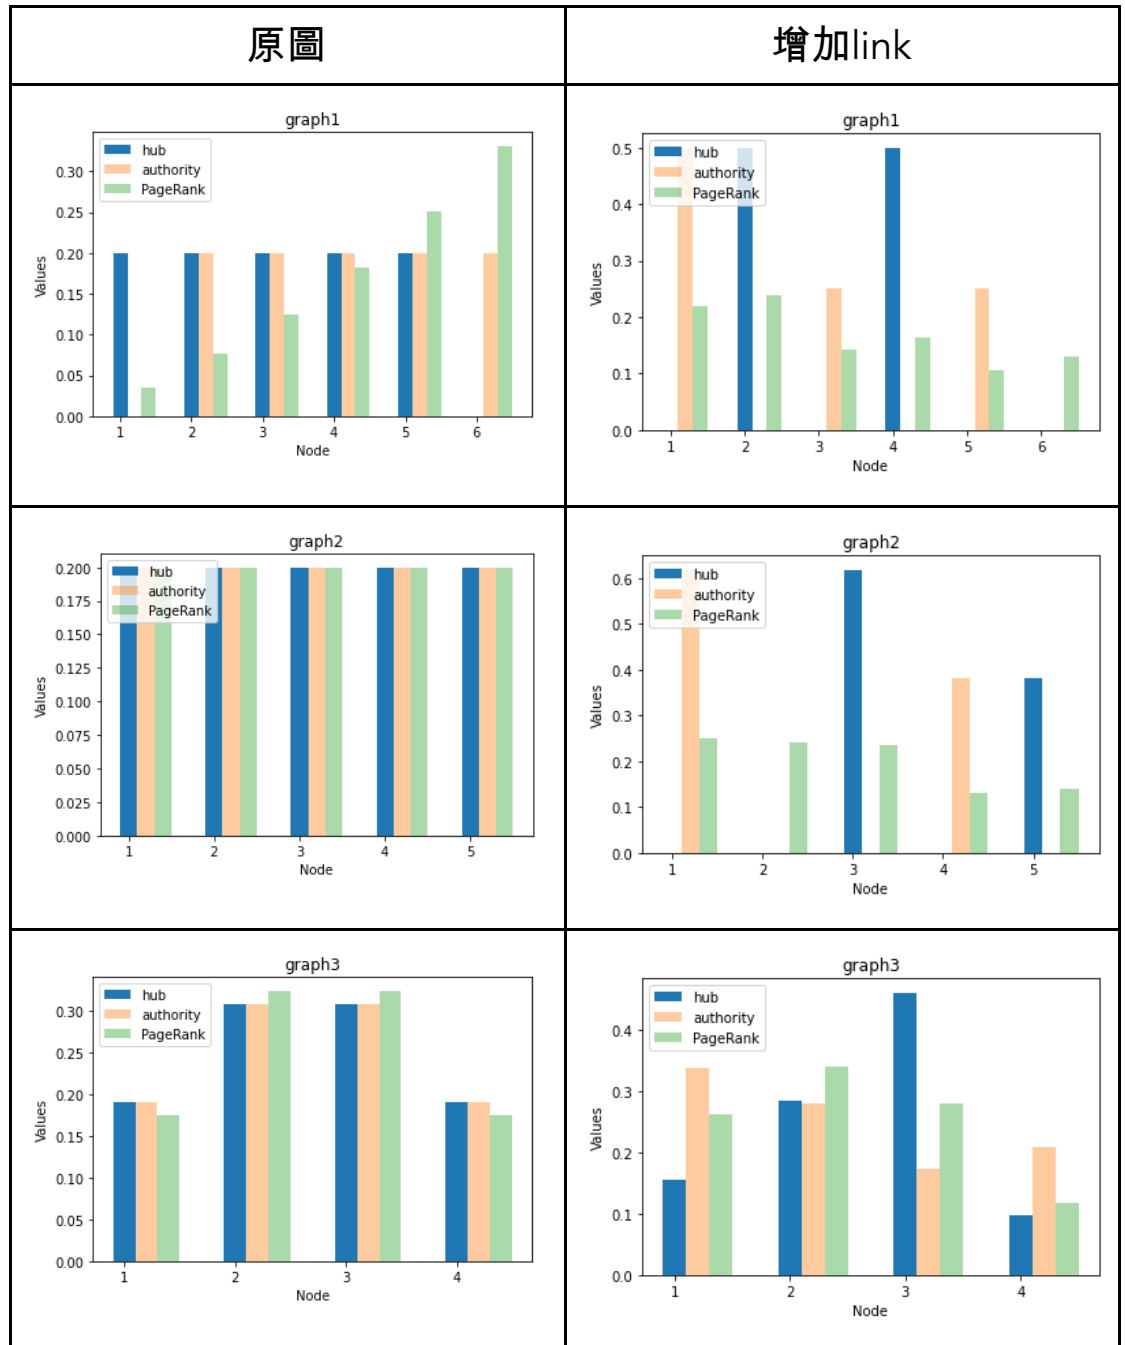 原圖
增加link
graph1
hub
authority
PageRank
0.30
0.25
0.20
0.15
0.10
0.05
0.00
Values
1 2 3 4 5 6
Node
graph1
hub
authority
PageRank
0.5
0.4
0.3
0.2
0.1
0.0
Values
1 2 3 4 5 6
Node
graph2
hub
authority
PageRank
0.200
0.175
0.150
0.125
0.100
0.075
0.050
0.025
0.000
Values
1 2 3 4 5
Node
graph2
hub
authority
PageRank
0.6
0.5
0.4
0.3
0.2
0.1
0.0
Values
1 2 3 4 5
Node
graph3
hub
authority
PageRank
0.30
0.25
0.20
0.15
0.10
0.05
0.00
Values
1 2 3 4
Node
graph3
hub
authority
PageRank
0.4
0.3
0.2
0.1
0.0
Values
1 2 3 4
Node